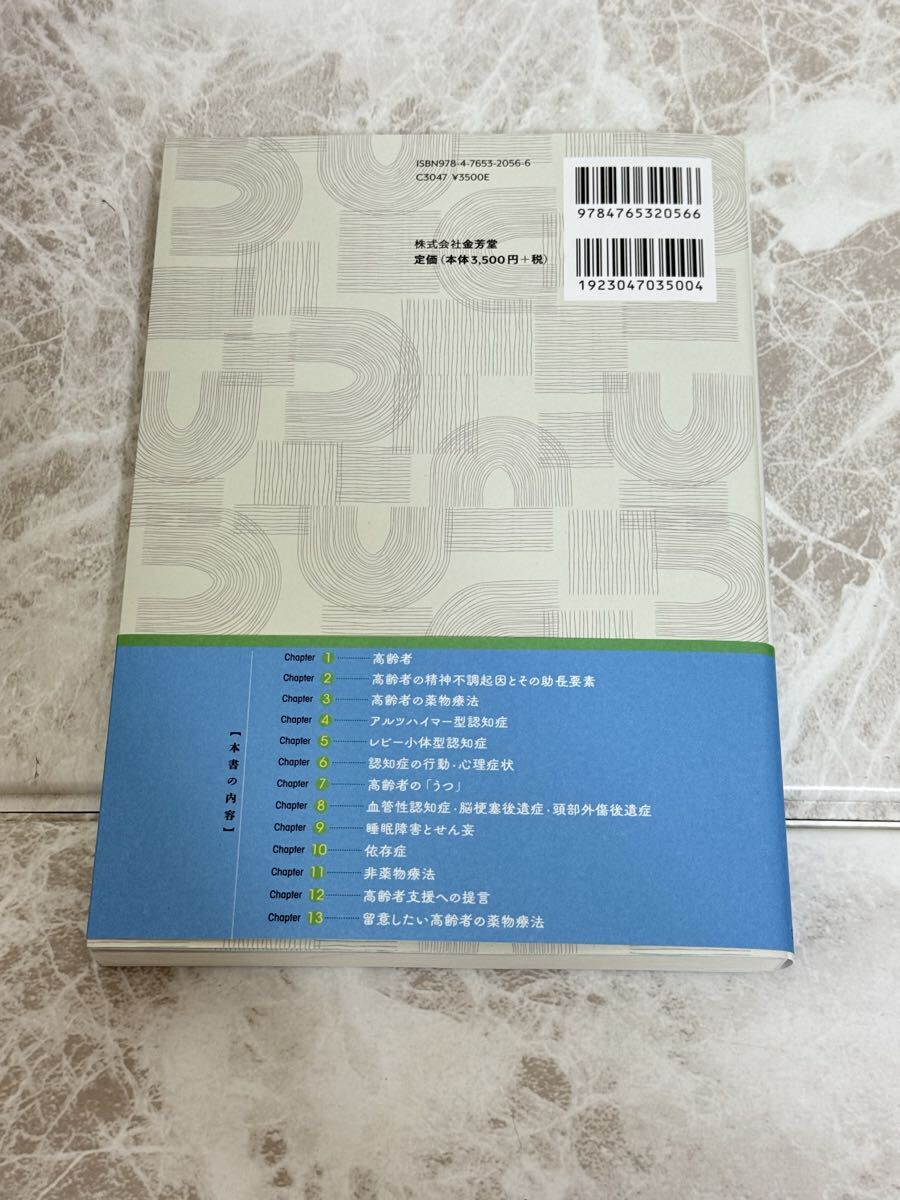 ISBN978-4-7653-2056-6
C3047 ¥3500E
株式会社金芳堂
定価(本体3,500円+税)
9784765320566
1923047035004
【本書の内容】
Chapter 1 ………… 高齢者
Chapter 2 ………… 高齢者の精神不調起因とその助長要素
Chapter 3 ………… 高齢者の薬物療法
Chapter 4 ………… アルツハイマー型認知症
Chapter 5 ………… レビー小体型認知症
Chapter 6 ………… 認知症の行動・心理症状
Chapter 7 ………… 高齢者の「うつ」
Chapter 8 ………… 血管性認知症・脳梗塞後遺症・頭部外傷後遺症
Chapter 9 ………… 睡眠障害とせん妄
Chapter 10 ………… 依存症
Chapter 11 ………… 非薬物療法
Chapter 12 ………… 高齢者支援への提言
Chapter 13 ………… 留意したい高齢者の薬物療法